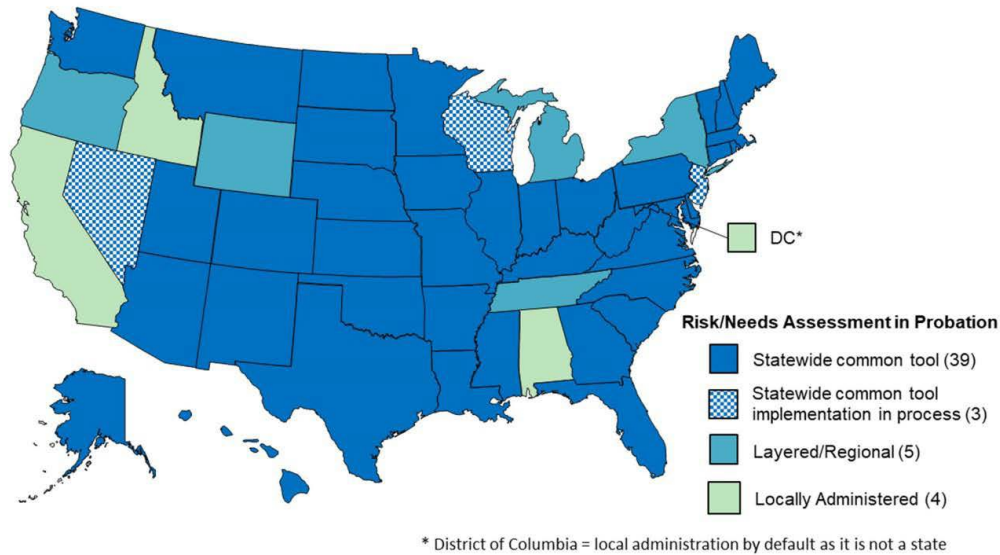 DC*
Risk/Needs Assessment in Probation
Statewide common tool (39)
Statewide common tool
implementation in process (3)
Layered/Regional (5)
Locally Administered (4)
* District of Columbia = local administration by default as it is not a state